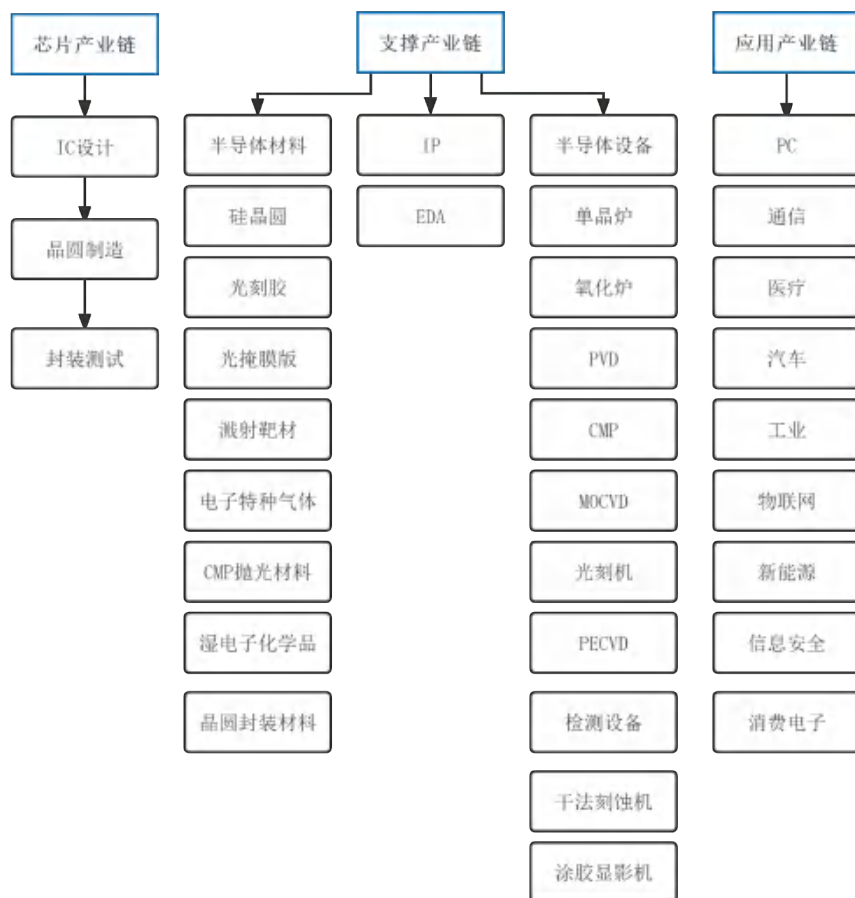 芯片产业链
支撑产业链
应用产业链
IC设计
半导体材料
IP
半导体设备
PC
硅晶圆
EDA
单晶炉
通信
晶圆制造
光刻胶
氧化炉
医疗
封装测试
光掩膜版
PVD
汽车
溅射靶材
CMP
工业
电子特种气体
MOCVD
物联网
CMP抛光材料
光刻机
新能源
湿电子化学品
PECVD
信息安全
晶圆封装材料
检测设备
消费电子
干法刻蚀机
涂胶显影机